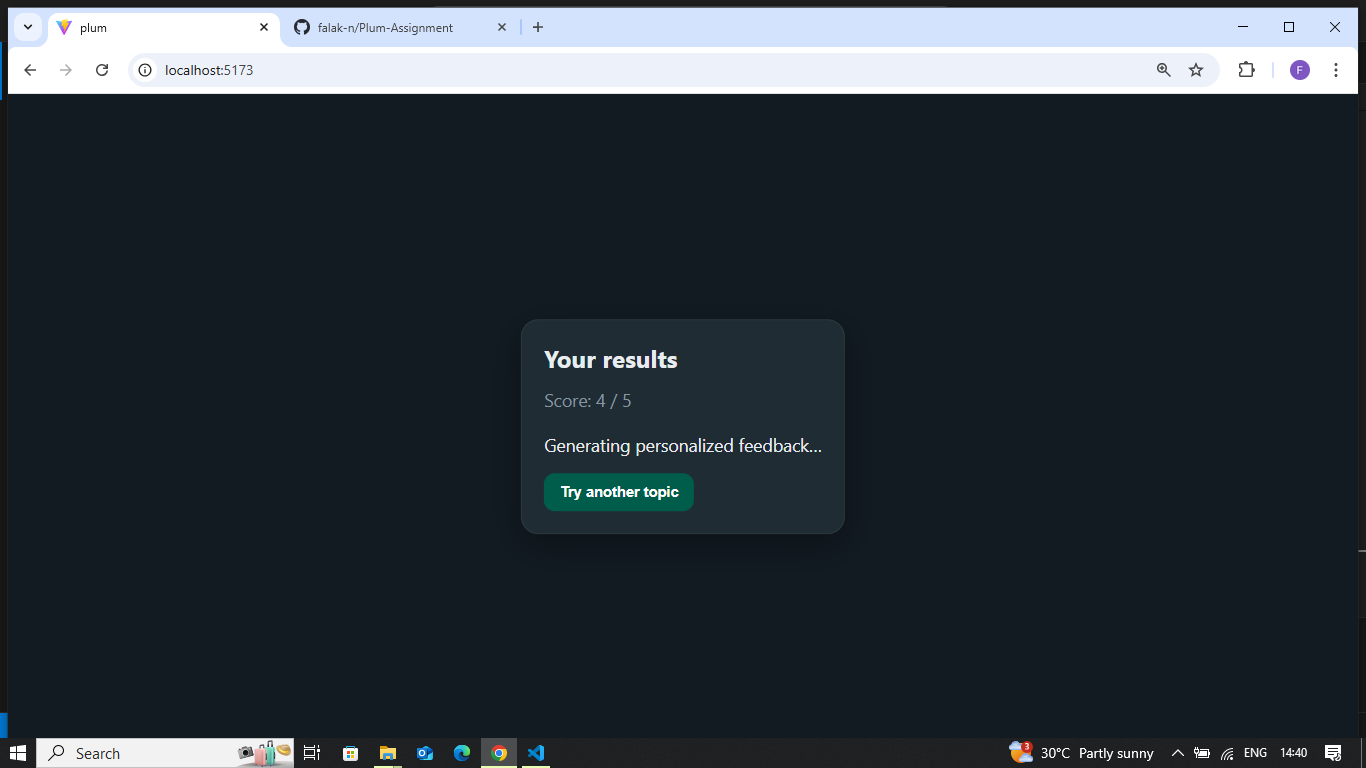 plum
falak-n/Plum-Assignment
localhost:5173
F
Your results
Score: 4 / 5
Generating personalized feedback...
Try another topic
Search
3
30°C Partly sunny
ENG
14:40